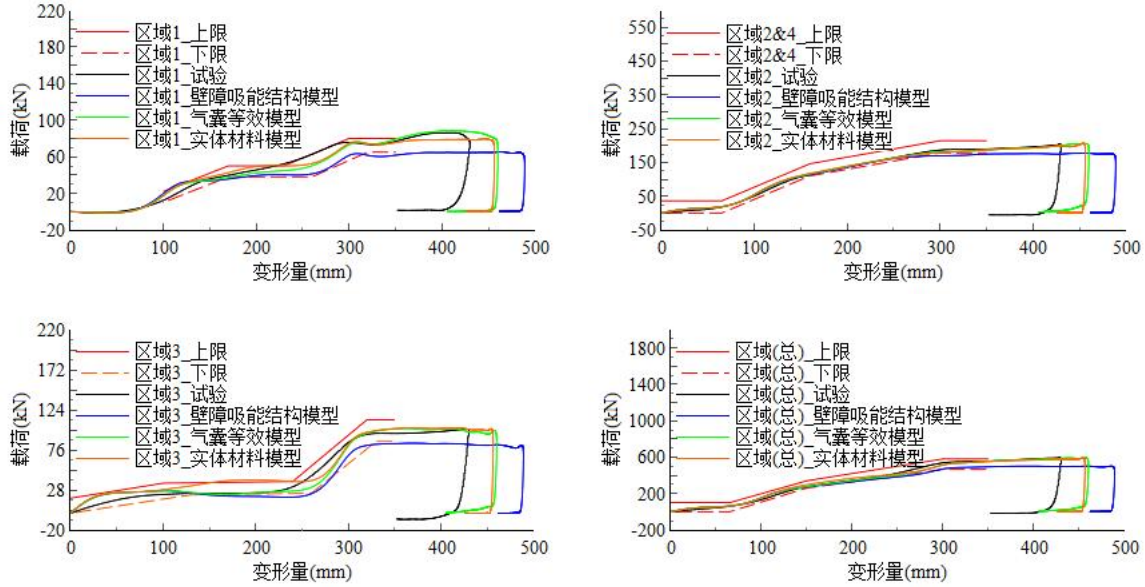 220
180
140
100
60
20
-20
载荷(kN)
区域1_上限
区域1_下限
区域1_试验
区域1_壁障吸能结构模型
区域1_气囊等效模型
区域1_实体材料模型
0 100 200 300 400 500
变形量(mm)
550
450
350
250
150
50
-50
载荷(kN)
区域2&4_上限
区域2&4_下限
区域2_试验
区域2_壁障吸能结构模型
区域2_气囊等效模型
区域2_实体材料模型
0 100 200 300 400 500
变形量(mm)
220
172
124
76
28
-20
载荷(kN)
区域3_上限
区域3_下限
区域3_试验
区域3_壁障吸能结构模型
区域3_气囊等效模型
区域3_实体材料模型
0 100 200 300 400 500
变形量(mm)
1800
1400
1000
600
200
-200
载荷(kN)
区域(总)_上限
区域(总)_下限
区域(总)_试验
区域(总)_壁障吸能结构模型
区域(总)_气囊等效模型
区域(总)_实体材料模型
0 100 200 300 400 500
变形量(mm)